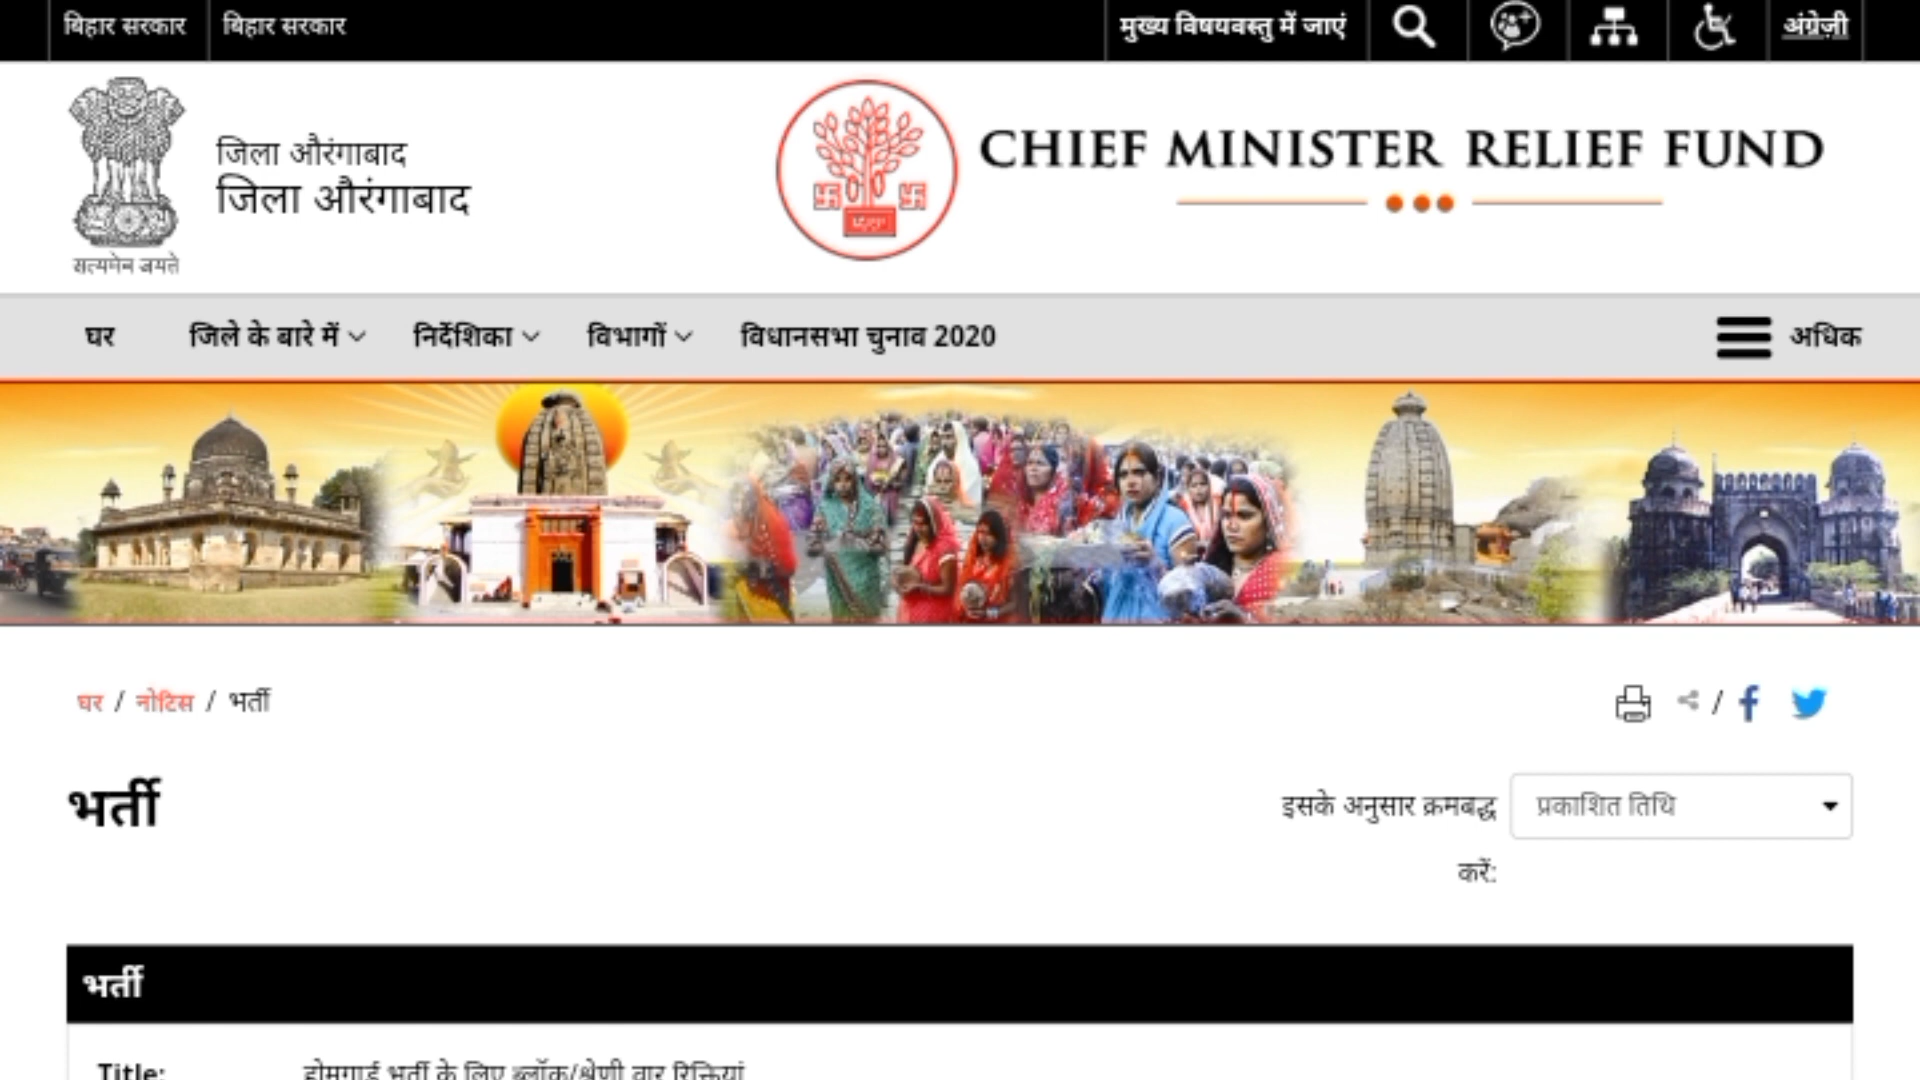 बिहार सरकार बिहार सरकार मुख्य विषयवस्तु में जाएं अंग्रेज़ी
जिला औरंगाबाद
जिला औरंगाबाद
सत्यमेव जयते
CHIEF MINISTER RELIEF FUND
घर जिले के बारे में निर्देशिका विभागों विधानसभा चुनाव 2020 अधिक
घर / नोटिस / भर्ती /
भर्ती
इसके अनुसार क्रमबद्ध करें:
प्रकाशित तिथि
भर्ती
Title: होमगार्ड भर्ती के लिए ब्लॉक/श्रेणी वार रिक्तियां